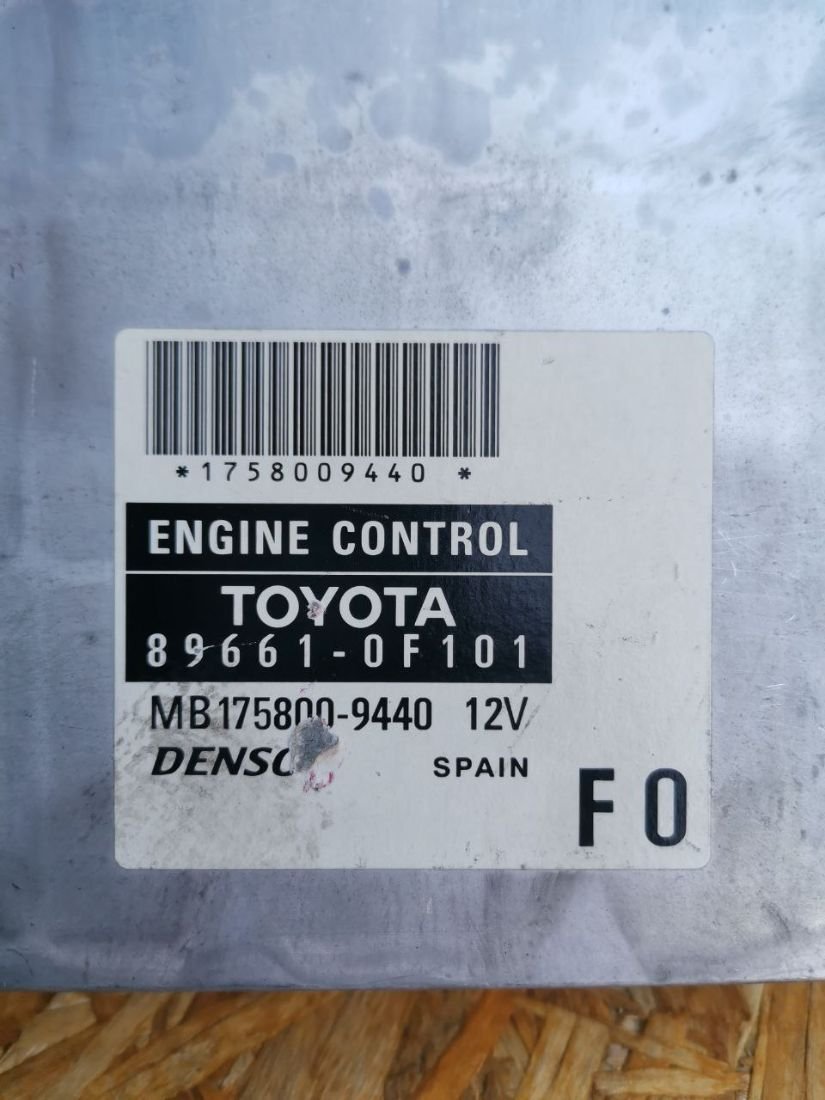 *1758009440*
ENGINE CONTROL
TOYOTA
89661-0F101
MB175800-9440 12V
DENSO SPAIN
F0